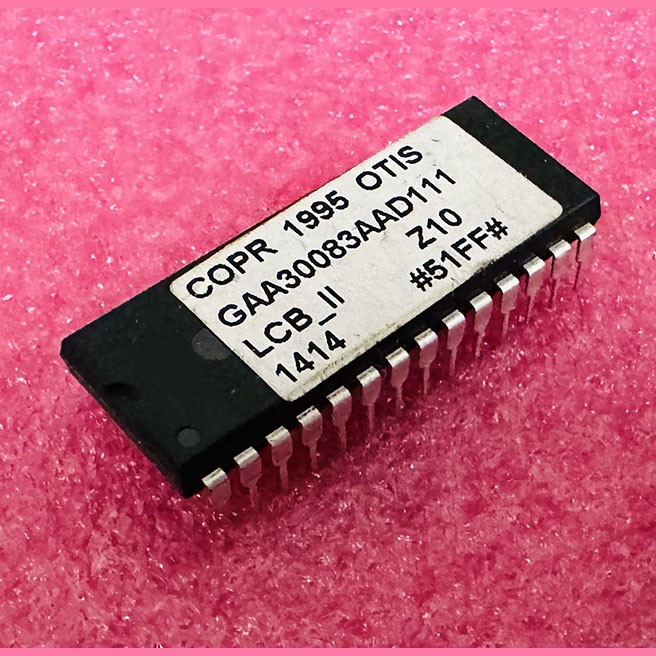 COPR 1995 OTIS
GAA30083AAD111
LCB_II Z10
1414 #51FF#